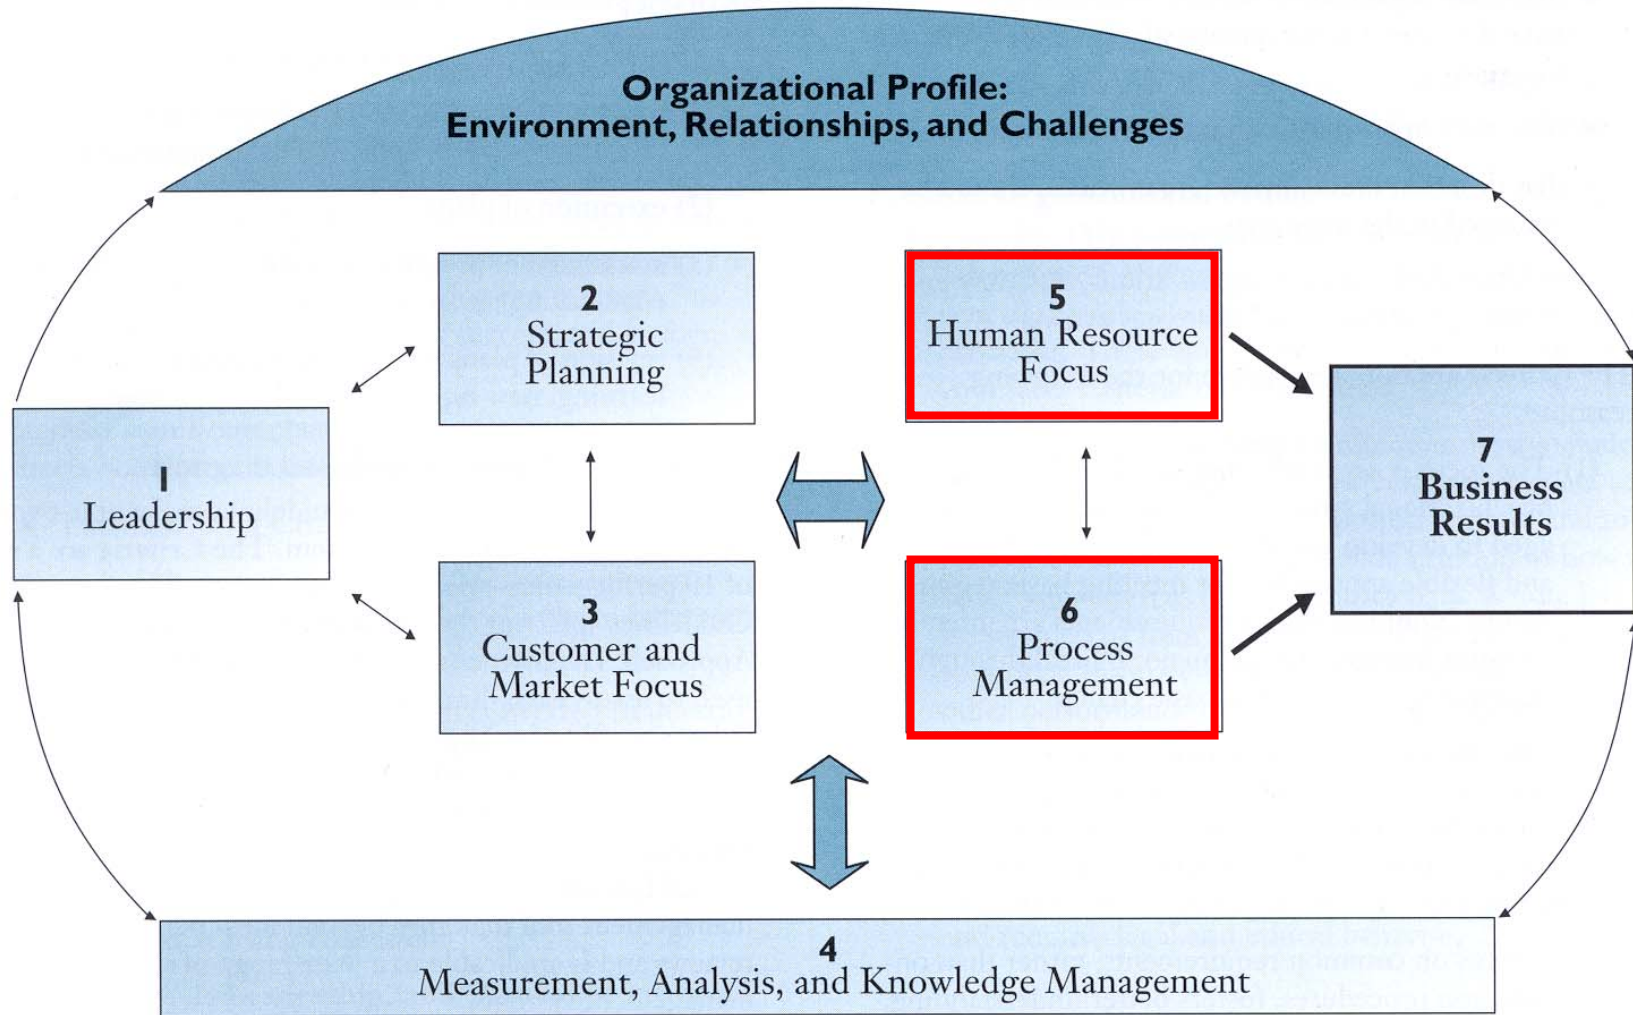 Organizational Profile:
Environment, Relationships, and Challenges
2
Strategic
Planning
5
Human Resource
Focus
1
Leadership
7
Business
Results
3
Customer and
Market Focus
6
Process
Management
4
Measurement, Analysis, and Knowledge Management